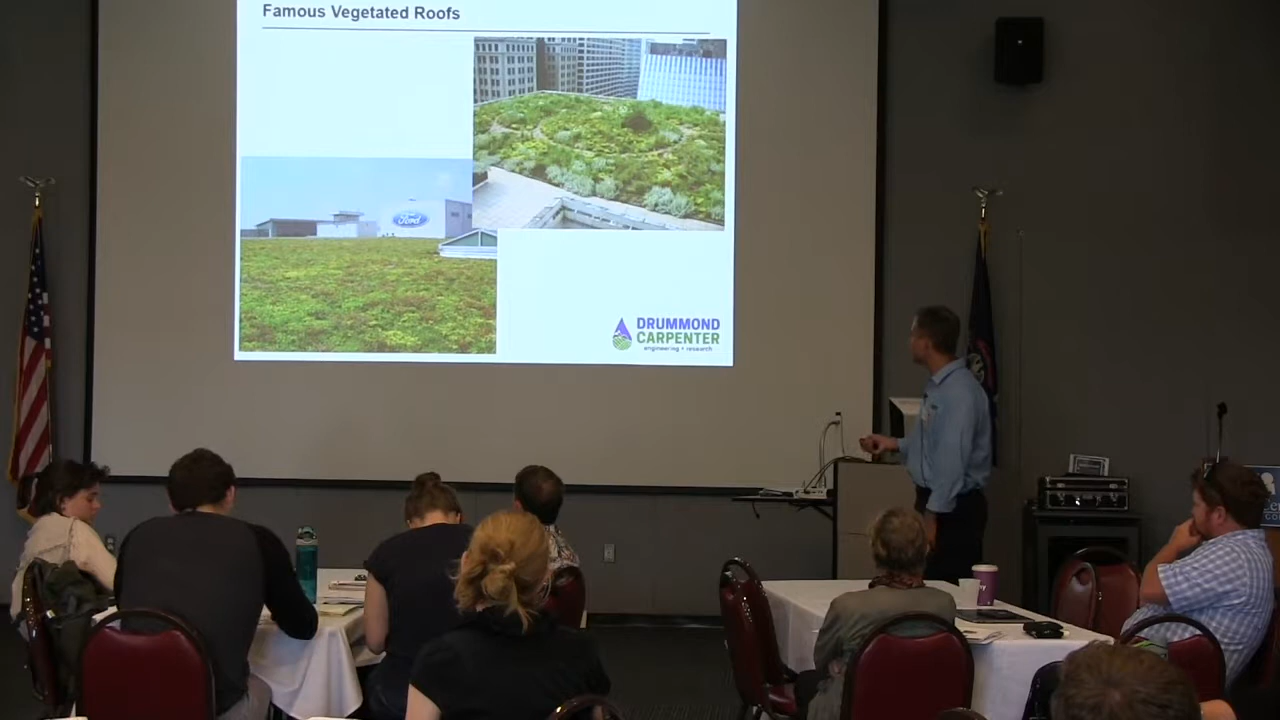 Famous Vegetated Roofs
Ford
DRUMMOND
CARPENTER
engineering + research